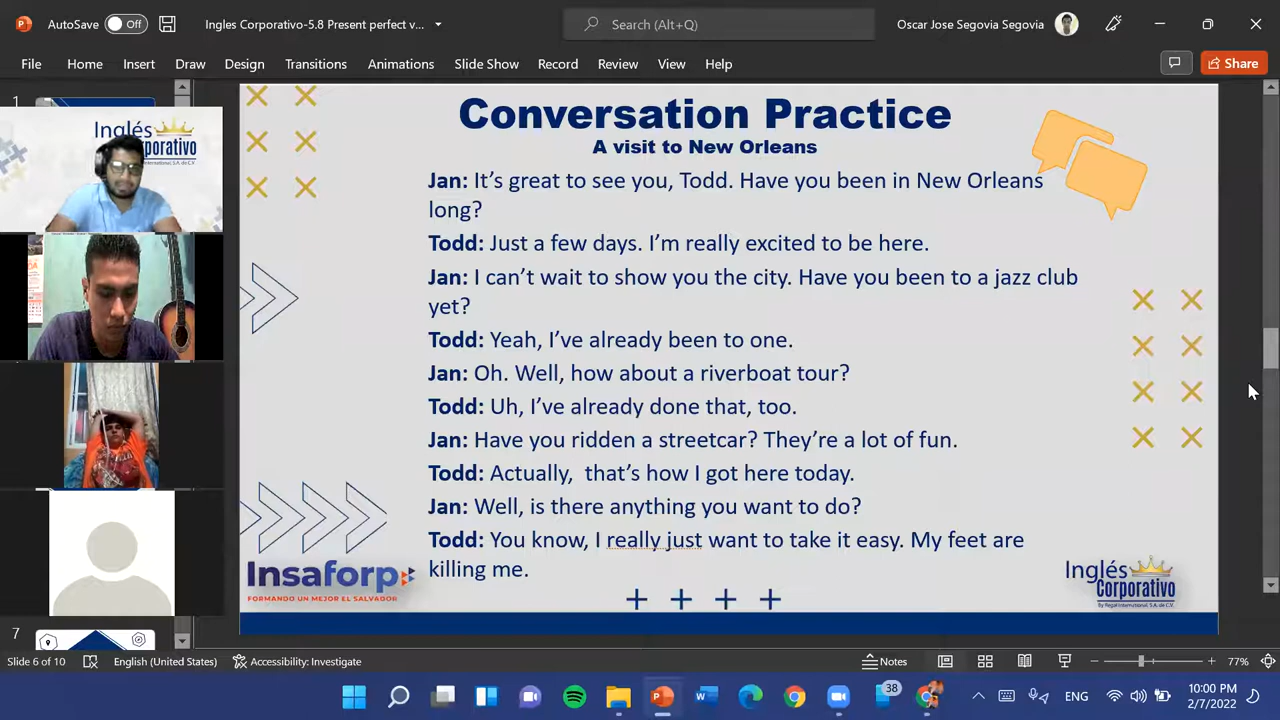 AutoSave Off Ingles Corporativo-5.8 Present perfect v... Search (Alt+Q) Oscar Jose Segovia Segovia
File Home Insert Draw Design Transitions Animations Slide Show Record Review View Help Share
1
Inglés
Corporativo
Conversation Practice
A visit to New Orleans
Jan: It's great to see you, Todd. Have you been in New Orleans
long?
Todd: Just a few days. I'm really excited to be here.
Jan: I can't wait to show you the city. Have you been to a jazz club
yet?
Todd: Yeah, I've already been to one.
Jan: Oh. Well, how about a riverboat tour?
Todd: Uh, I've already done that, too.
Jan: Have you ridden a streetcar? They're a lot of fun.
Todd: Actually,  that's how I got here today.
Jan: Well, is there anything you want to do?
Todd: You know, I really just want to take it easy. My feet are
killing me.
Insaforp
FORMANDO UN MEJOR EL SALVADOR
Inglés
Corporativo
By Regal International, S.A. de C.V.
7
Slide 6 of 10 English (United States) Accessibility: Investigate Notes 77%
38 ENG 10:00 PM
2/7/2022